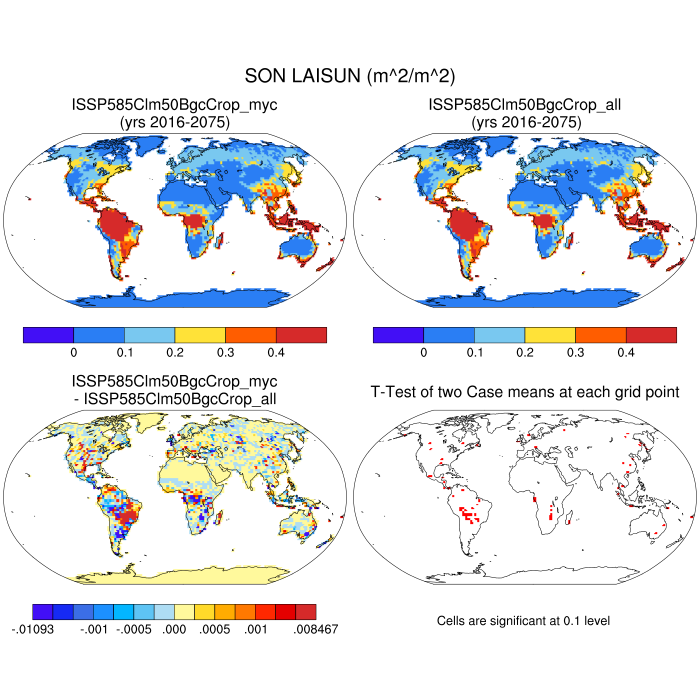 SON LAISUN (m^2/m^2)
ISSP585Clm50BgcCrop_myc
(yrs 2016-2075)
ISSP585Clm50BgcCrop_all
(yrs 2016-2075)
0 0.1 0.2 0.3 0.4
0 0.1 0.2 0.3 0.4
ISSP585Clm50BgcCrop_myc
- ISSP585Clm50BgcCrop_all
T-Test of two Case means at each grid point
-.01093 -.001 -.0005 .000 .0005 .001 .008467
Cells are significant at 0.1 level